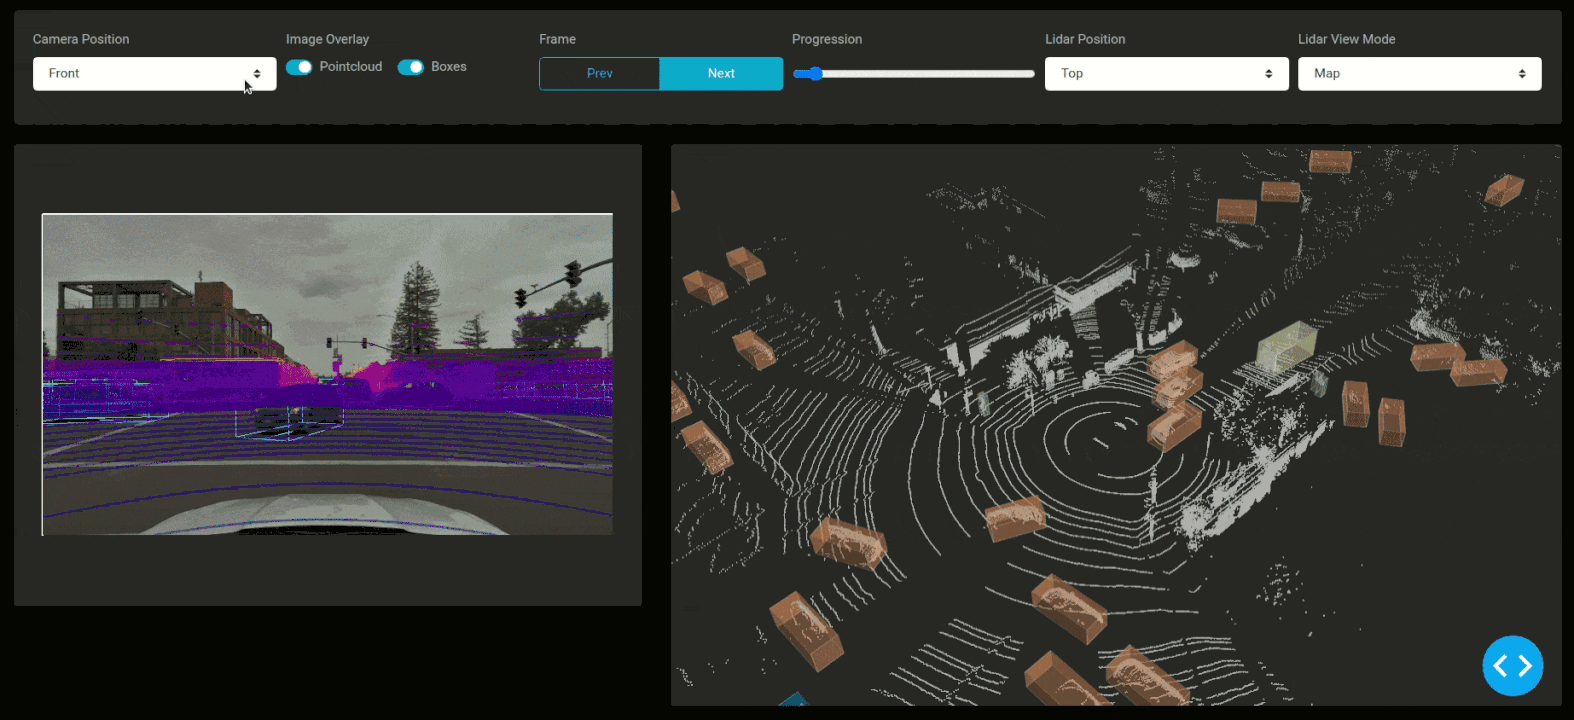 Camera Position
Image Overlay
Frame
Progression
Lidar Position
Lidar View Mode
Front
Pointcloud
Boxes
Prev
Next
Top
Map